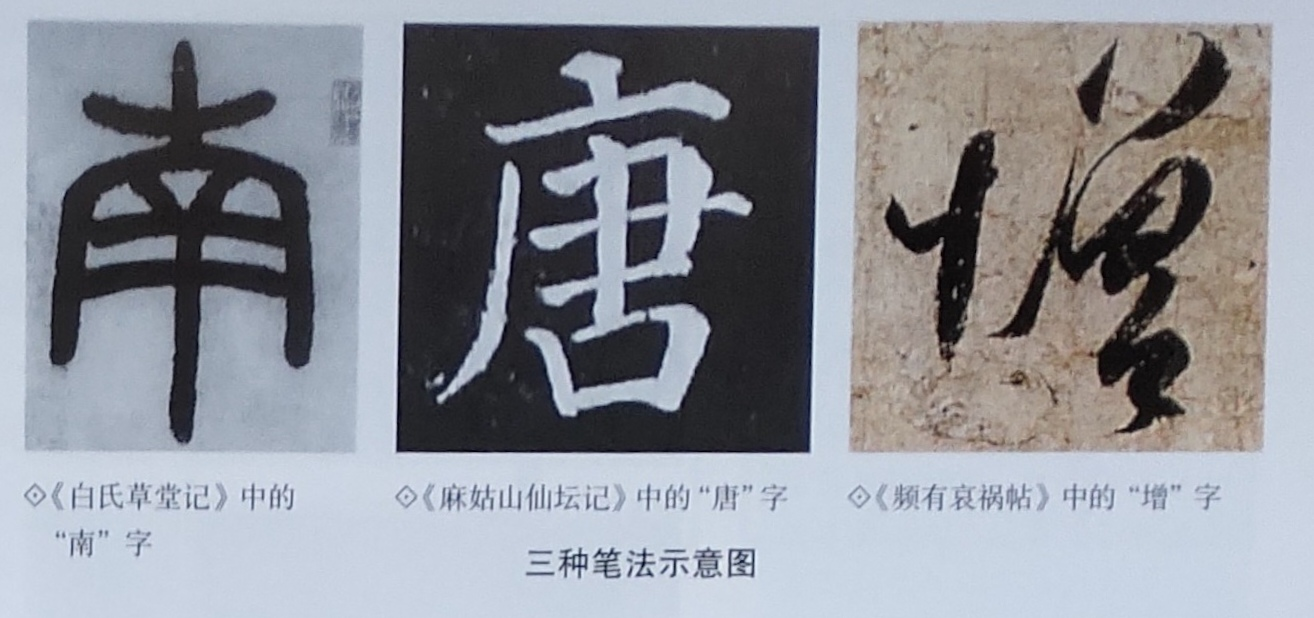 南
唐
增
◇《白氏草堂记》中的
“南”字
◇《麻姑山仙坛记》中的“唐”字
◇《频有哀祸帖》中的“增”字
三种笔法示意图